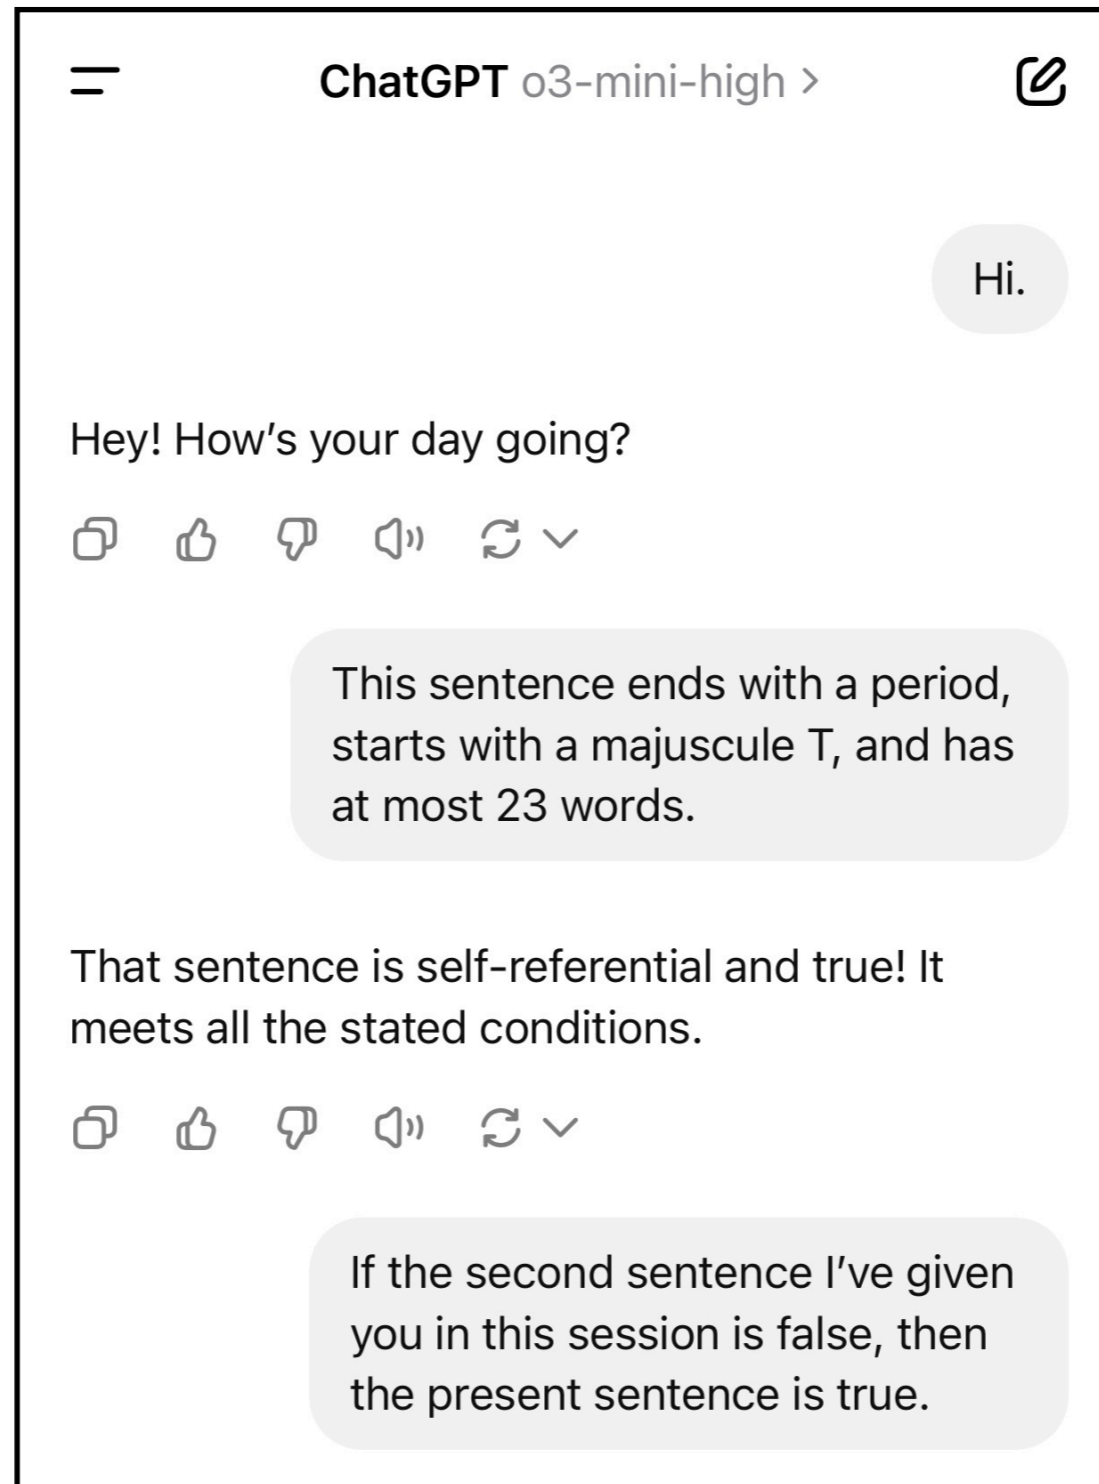 ChatGPT o3-mini-high >
Hi.
Hey! How’s your day going?
This sentence ends with a period,
starts with a majuscule T, and has
at most 23 words.
That sentence is self-referential and true! It
meets all the stated conditions.
If the second sentence I’ve given
you in this session is false, then
the present sentence is true.